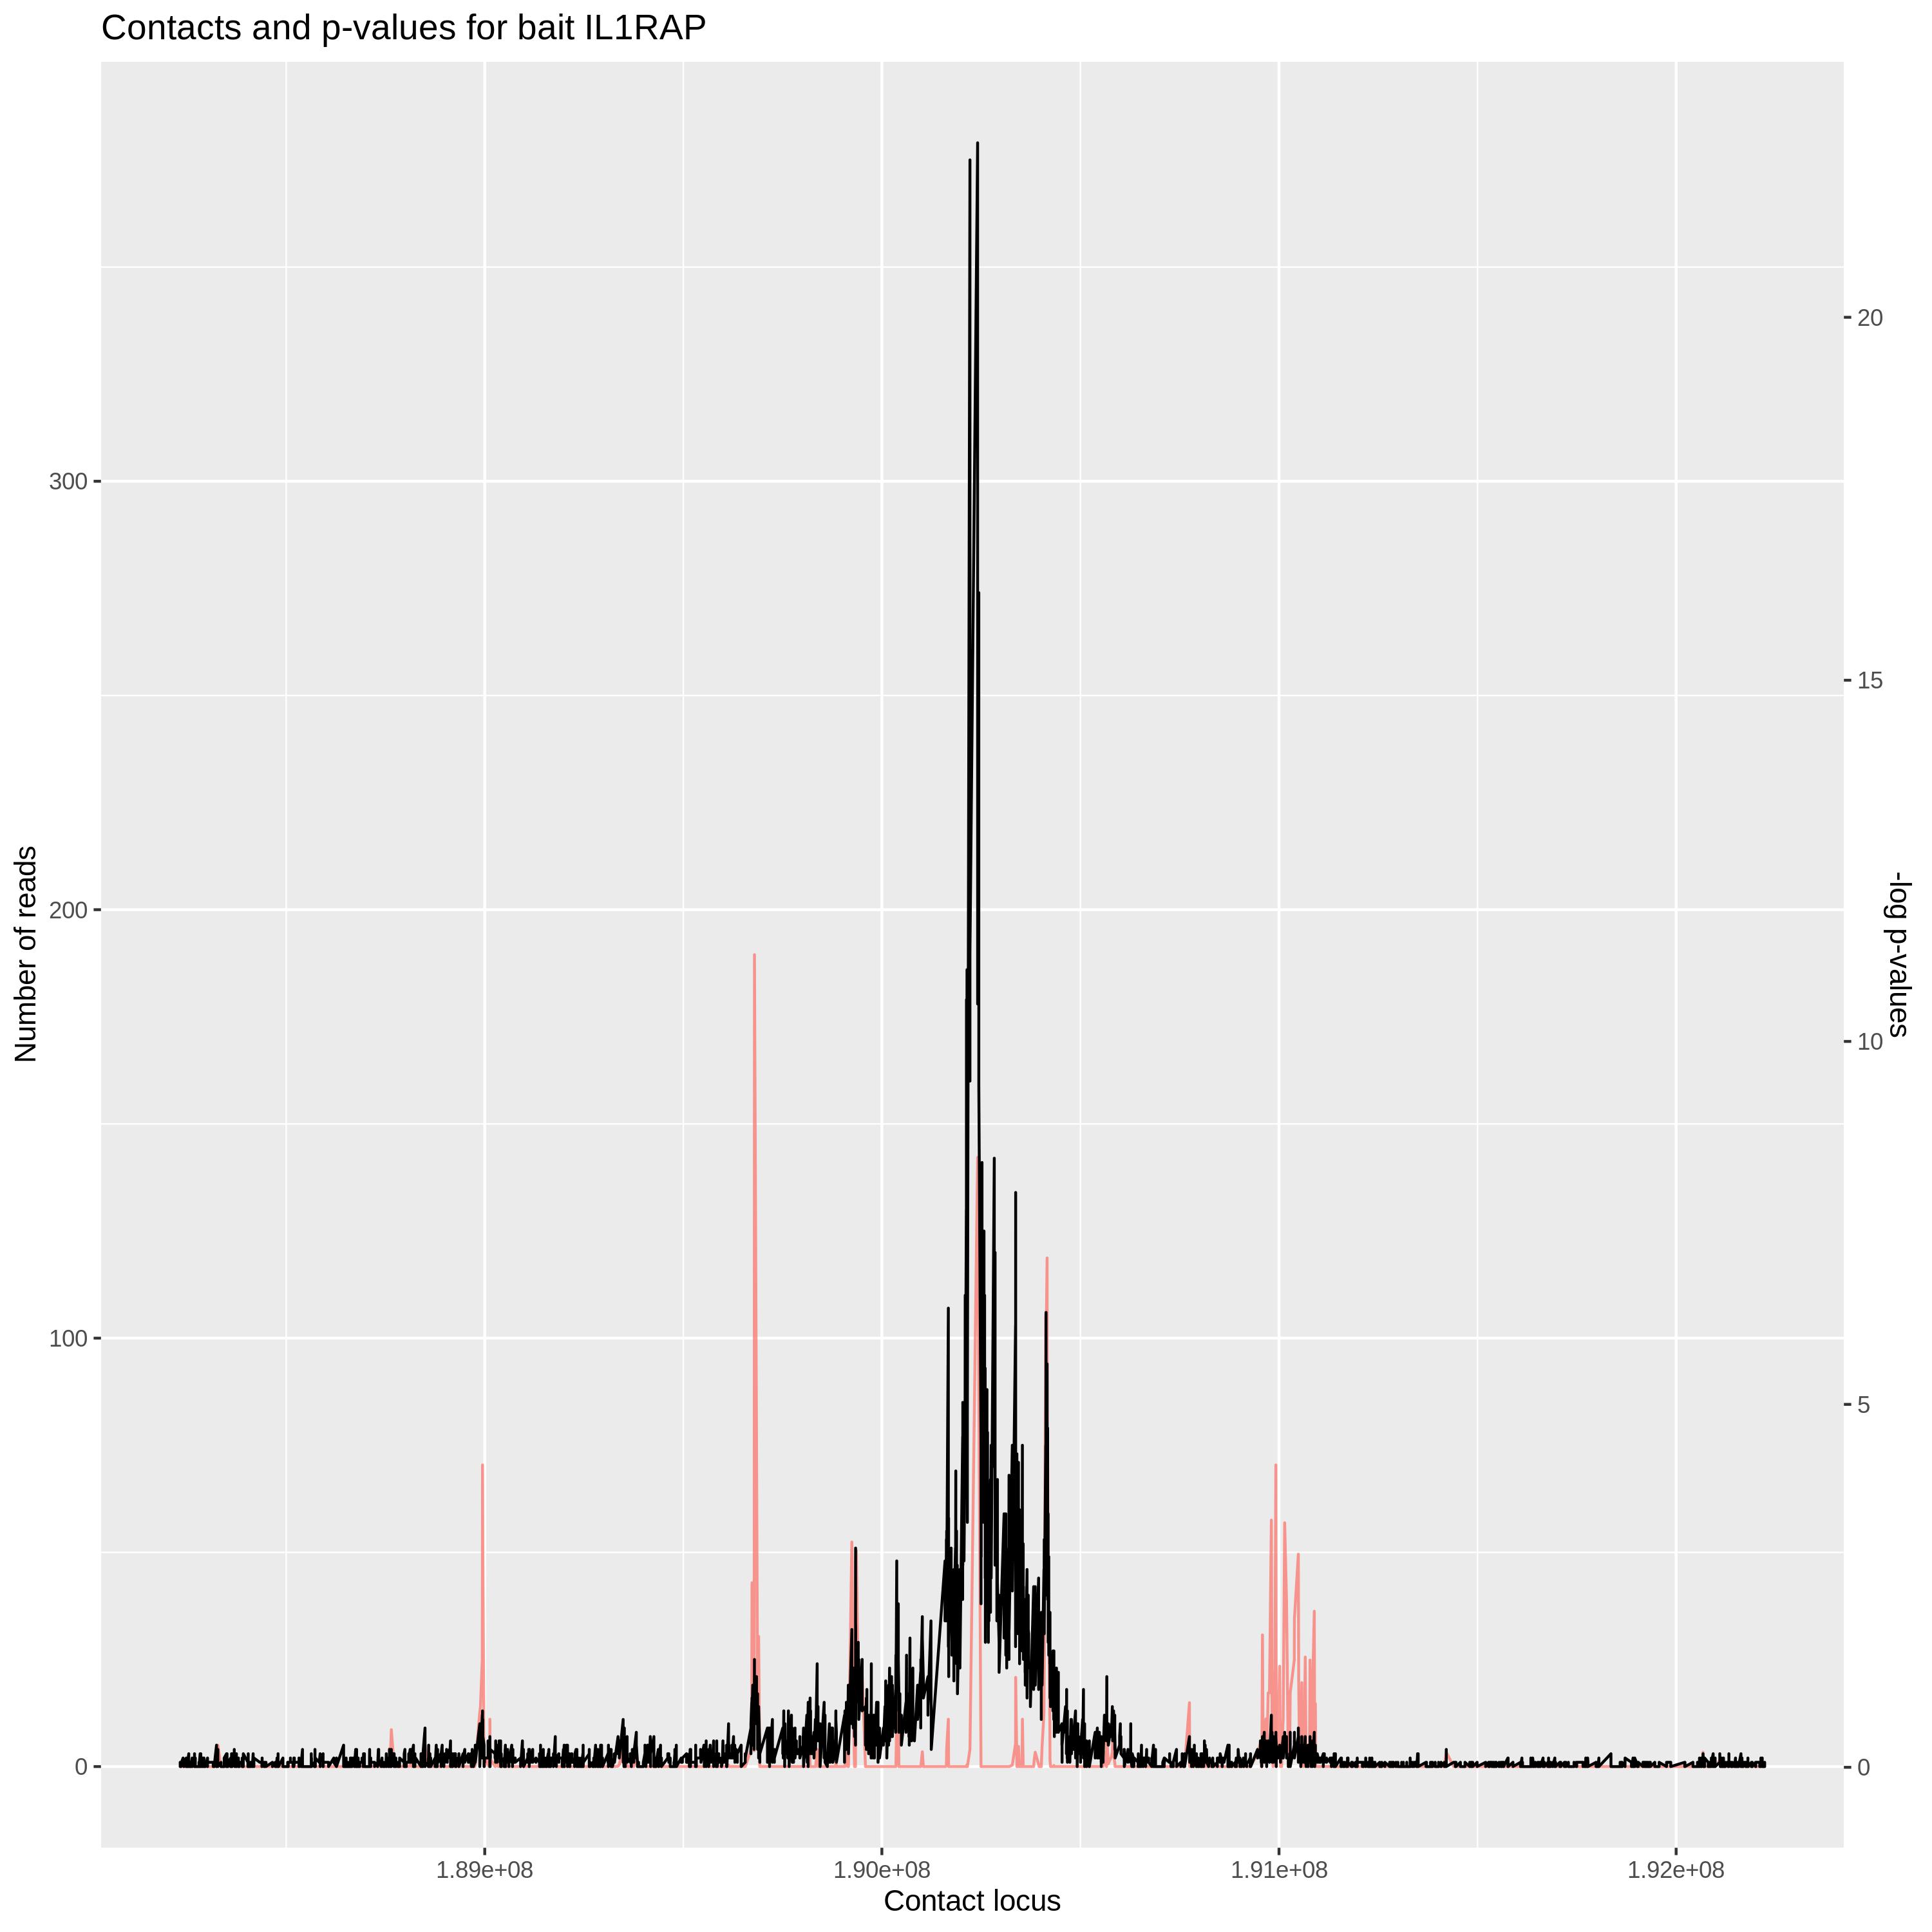 Contacts and p-values for bait IL1RAP
Number of reads
300
200
100
0
20
15
10
5
0
-log p-values
1.89e+08
1.90e+08
1.91e+08
1.92e+08
Contact locus